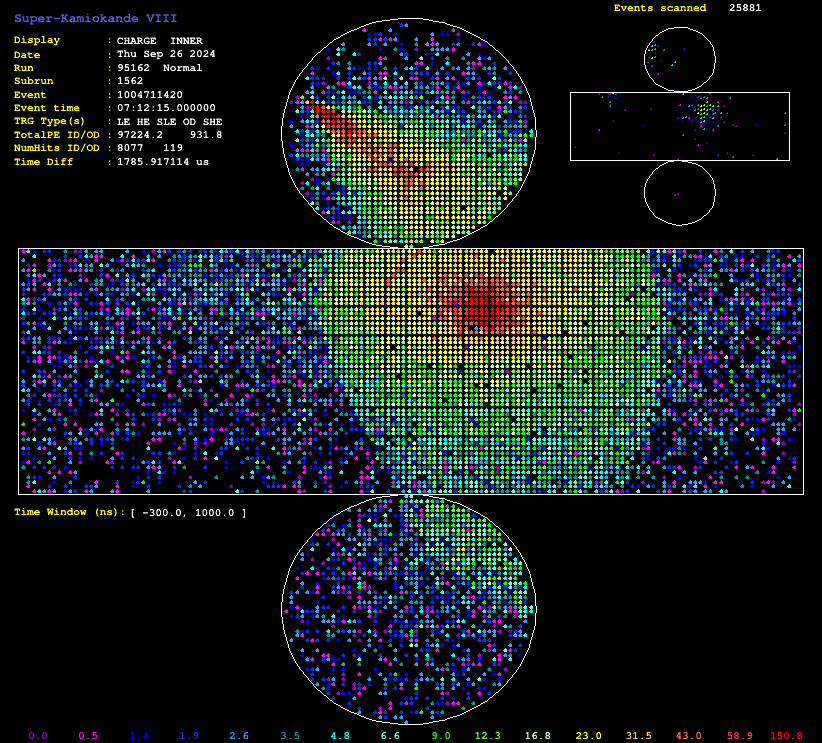 Super-Kamiokande VIII
Events scanned 25881
Display : CHARGE INNER
Date : Thu Sep 26 2024
Run : 95162 Normal
Subrun : 1562
Event : 1004711420
Event time : 07:12:15.000000
TRG Type(s) : LE HE SLE OD SHE
TotalPE ID/OD : 97224.2 931.8
NumHits ID/OD : 8077 119
Time Diff : 1785.917114 us
Time Window (ns): [ -300.0, 1000.0 ]
0.0 0.5 1.4 1.9 2.6 3.5 4.8 6.6 9.0 12.3 16.8 23.0 31.5 43.0 58.9 150.8